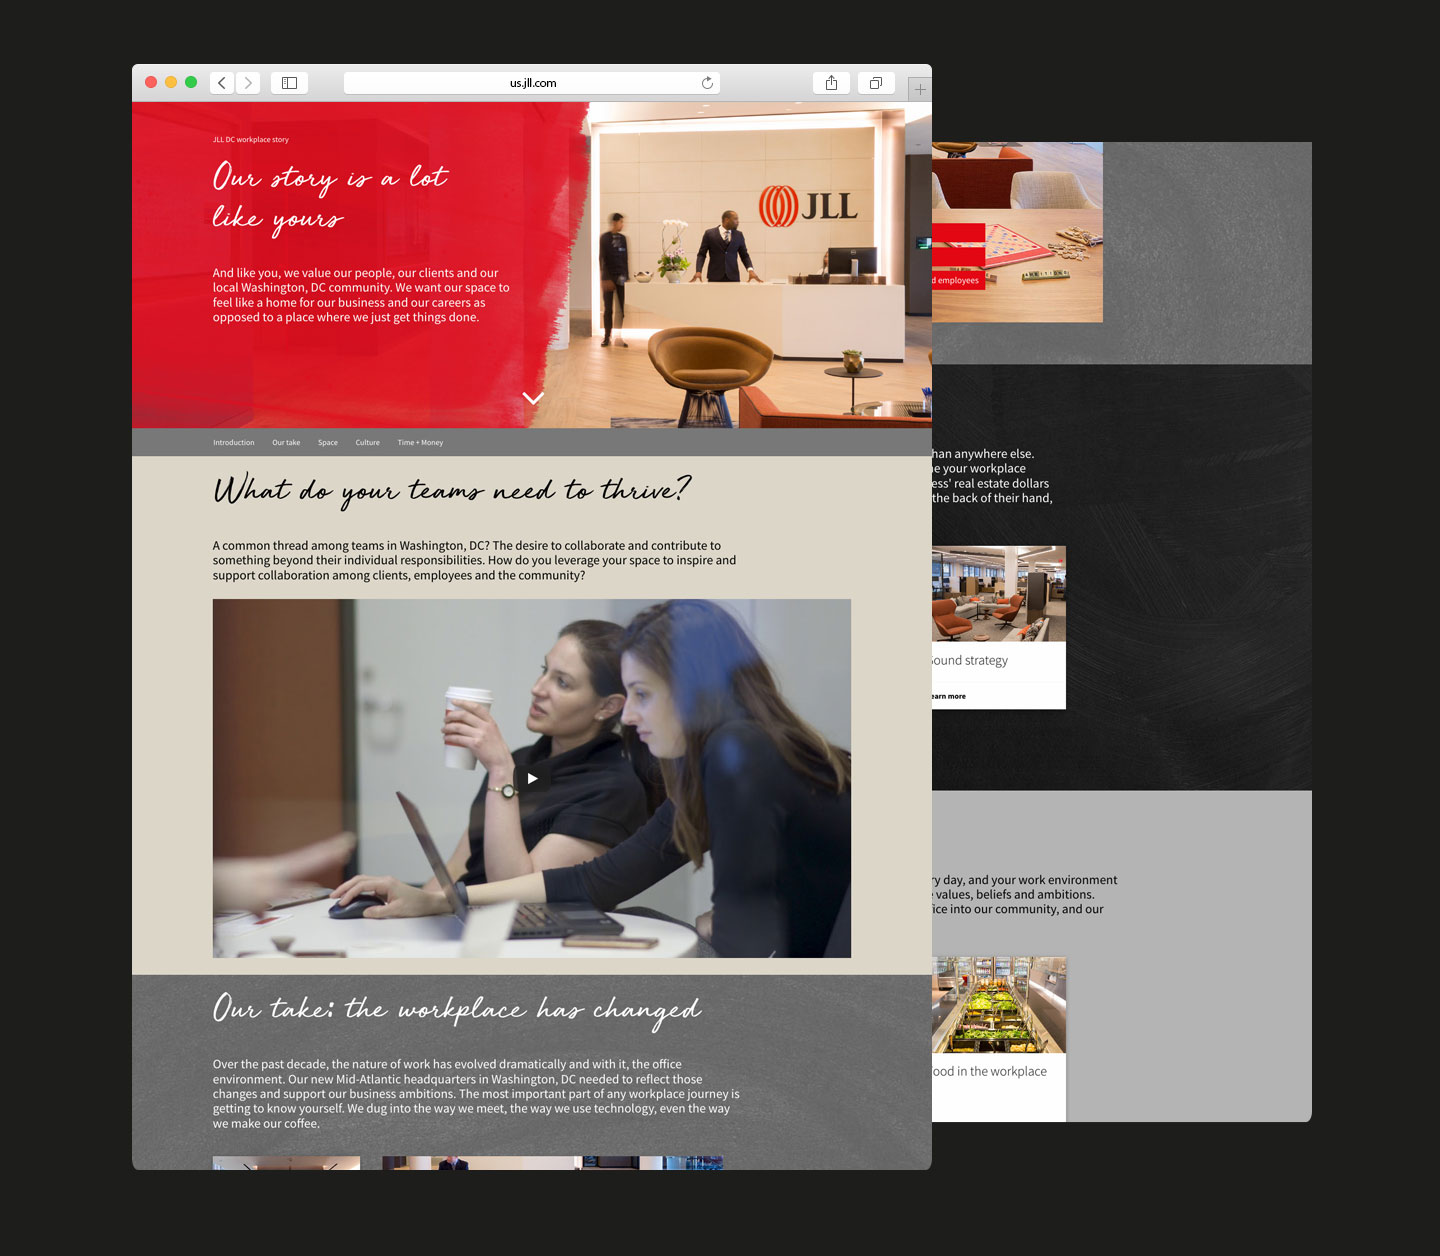 us.jll.com
JLL DC workplace story
Our story is a lot
like yours
And like you, we value our people, our clients and our
local Washington, DC community. We want our space to
feel like a home for our business and our careers as
opposed to a place where we just get things done.
JLL
Introduction Our take Space Culture Time + Money
What do your teams need to thrive?
A common thread among teams in Washington, DC? The desire to collaborate and contribute to
something beyond their individual responsibilities. How do you leverage your space to inspire and
support collaboration among clients, employees and the community?
Our take: the workplace has changed
Over the past decade, the nature of work has evolved dramatically and with it, the office
environment. Our new Mid-Atlantic headquarters in Washington, DC needed to reflect those
changes and support our business ambitions. The most important part of any workplace journey is
getting to know yourself. We dug into the way we meet, the way we use technology, even the way
we make our coffee.
d employees
han anywhere else.
e your workplace
ess' real estate dollars
the back of their hand,
Sound strategy
earn more
ry day, and your work environment
values, beliefs and ambitions.
fice into our community, and our
ood in the workplace